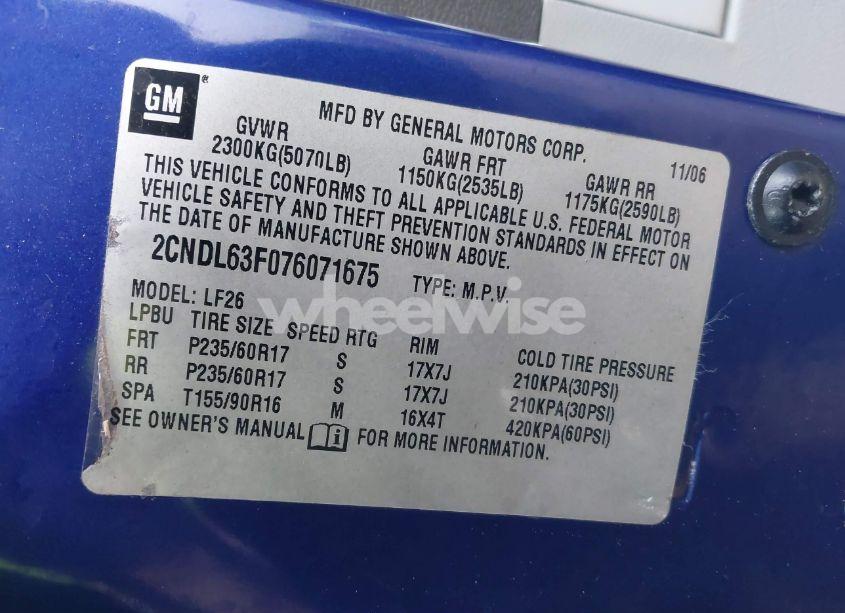 GM
MFD BY GENERAL MOTORS CORP. 11/06
GVWR GAWR FRT GAWR RR
2300KG(5070LB) 1150KG(2535LB) 1175KG(2590LB)
THIS VEHICLE CONFORMS TO ALL APPLICABLE U.S. FEDERAL MOTOR
VEHICLE SAFETY AND THEFT PREVENTION STANDARDS IN EFFECT ON
THE DATE OF MANUFACTURE SHOWN ABOVE.
2CNDL63F076071675 TYPE: M.P.V.
MODEL: LF26
LPBU TIRE SIZE SPEED RTG RIM COLD TIRE PRESSURE
FRT P235/60R17 S 17X7J 210KPA(30PSI)
RR P235/60R17 S 17X7J 210KPA(30PSI)
SPA T155/90R16 M 16X4T 420KPA(60PSI)
SEE OWNER'S MANUAL i FOR MORE INFORMATION.
wheelwise